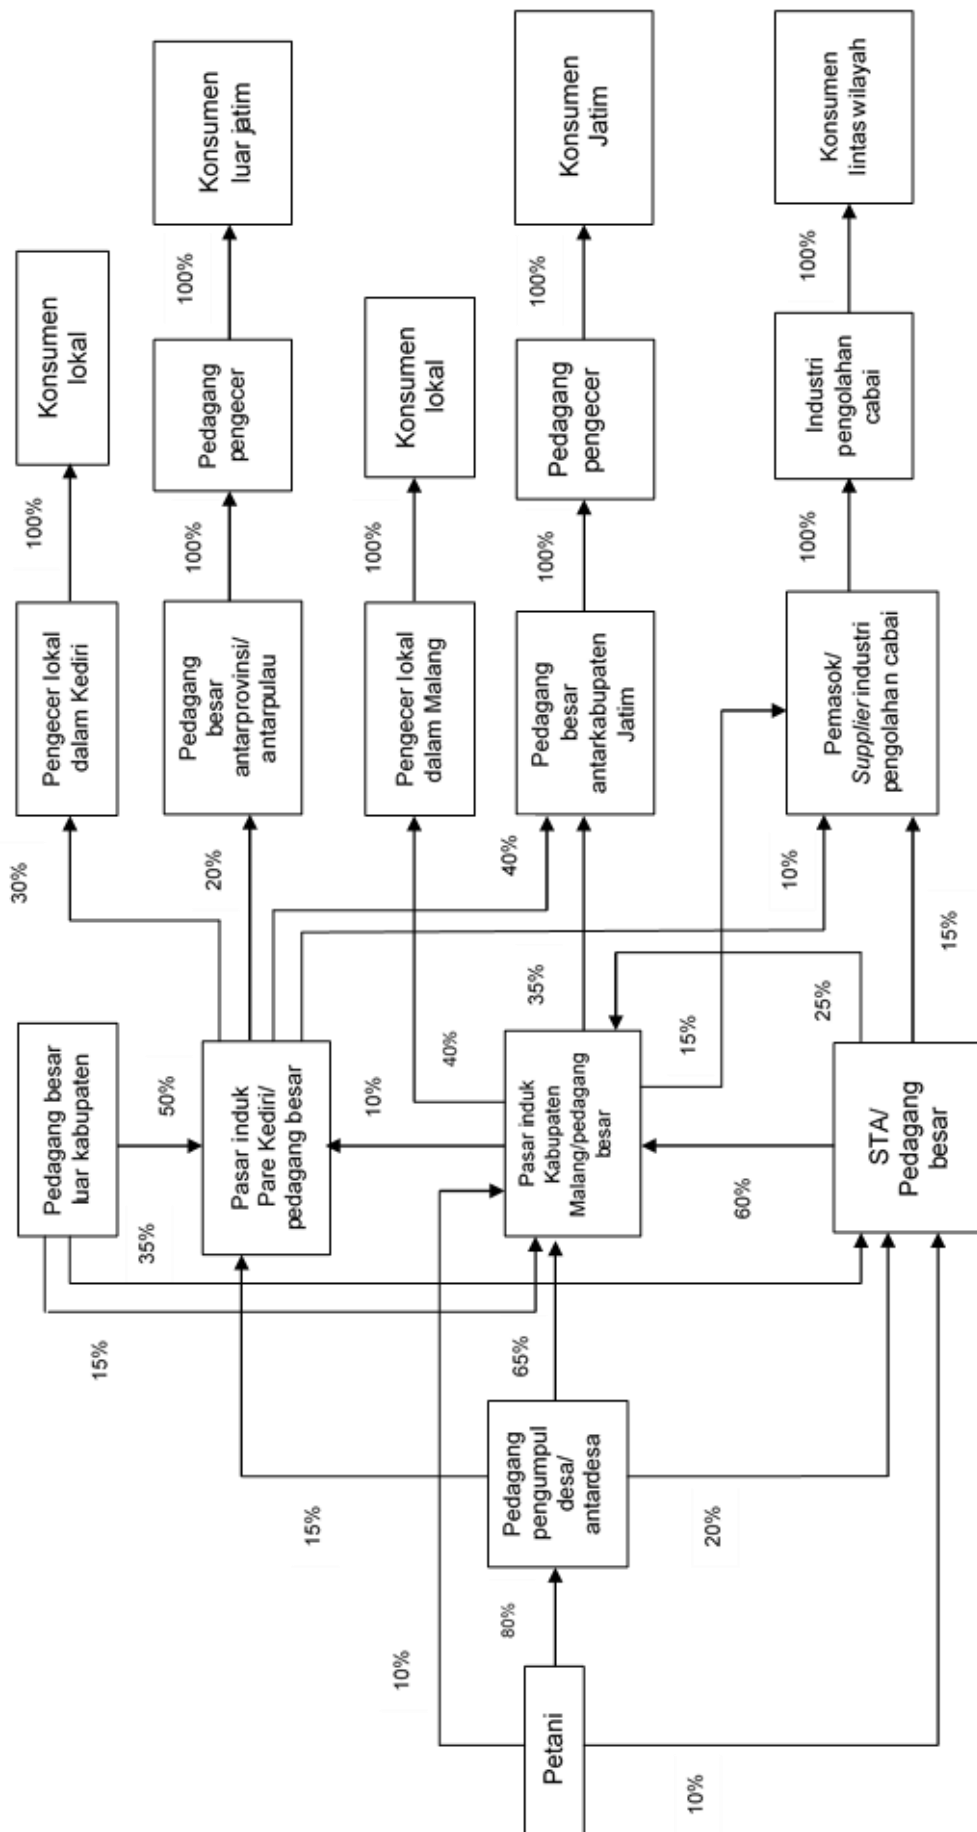 Petani
10%
80%
10%
Pedagang
pengumpul
desa/
antardesa
15%
65%
20%
Pedagang besar
luar kabupaten
15%
35%
50%
Pasar induk
Pare Kediri/
pedagang besar
10%
Pasar induk
Kabupaten
Malang/pedagang
besar
60%
STA/
Pedagang
besar
30%
20%
40%
40%
35%
10%
15%
25%
15%
Pengecer lokal
dalam Kediri
100%
Konsumen
lokal
Pedagang
besar
antarprovinsi/
antarpulau
100%
Pedagang
pengecer
100%
Konsumen
luar jatim
Pengecer lokal
dalam Malang
100%
Konsumen
lokal
Pedagang
besar
antarkabupaten
Jatim
100%
Pedagang
pengecer
100%
Konsumen
Jatim
Pemasok/
Supplier industri
pengolahan cabai
100%
Industri
pengolahan
cabai
100%
Konsumen
lintas wilayah